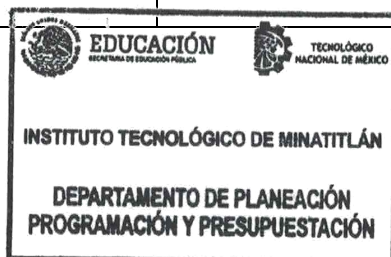 EDUCACIÓN
SECRETARÍA DE EDUCACIÓN PÚBLICA
TECNOLÓGICO
NACIONAL DE MÉXICO
INSTITUTO TECNOLÓGICO DE MINATITLÁN
DEPARTAMENTO DE PLANEACIÓN
PROGRAMACIÓN Y PRESUPUESTACIÓN